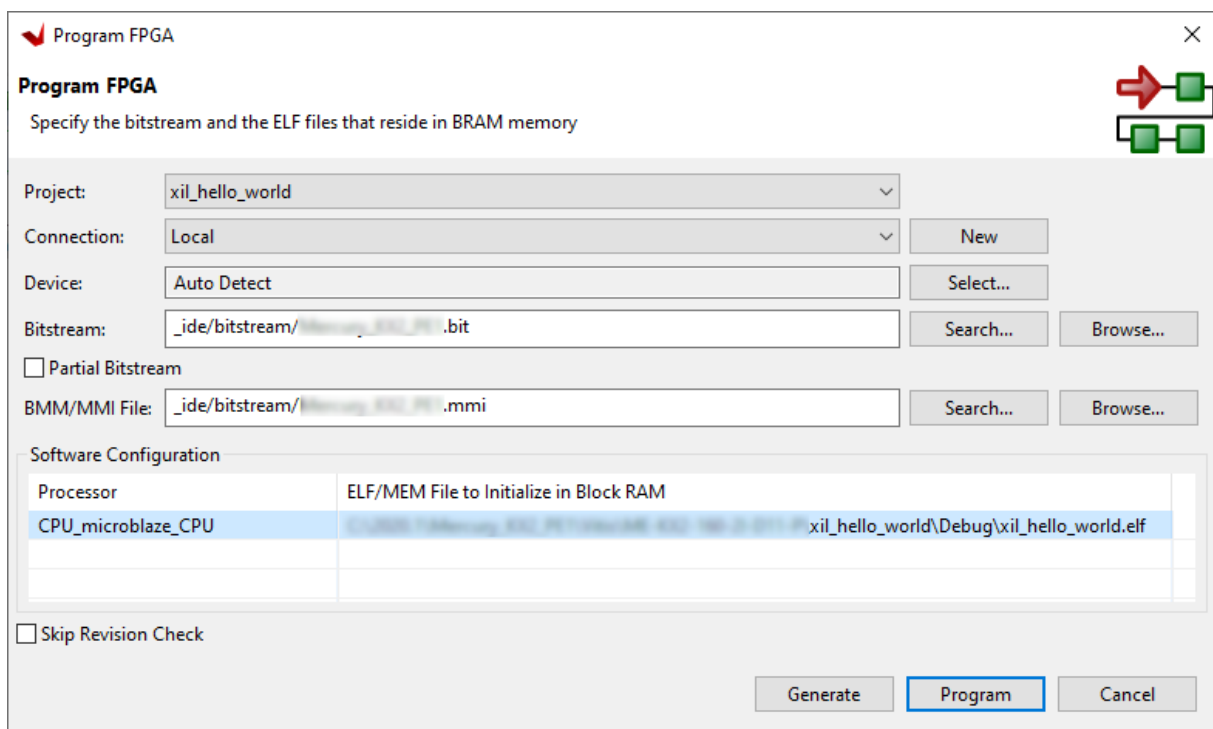 Program FPGA
Program FPGA
Specify the bitstream and the ELF files that reside in BRAM memory
Project: xil_hello_world
Connection: Local New
Device: Auto Detect Select...
Bitstream: _ide/bitstream/ .bit Search... Browse...
Partial Bitstream
BMM/MMI File: _ide/bitstream/ .mmi Search... Browse...
Software Configuration
Processor ELF/MEM File to Initialize in Block RAM
CPU_microblaze_CPU xil_hello_world\Debug\xil_hello_world.elf
Skip Revision Check
Generate Program Cancel